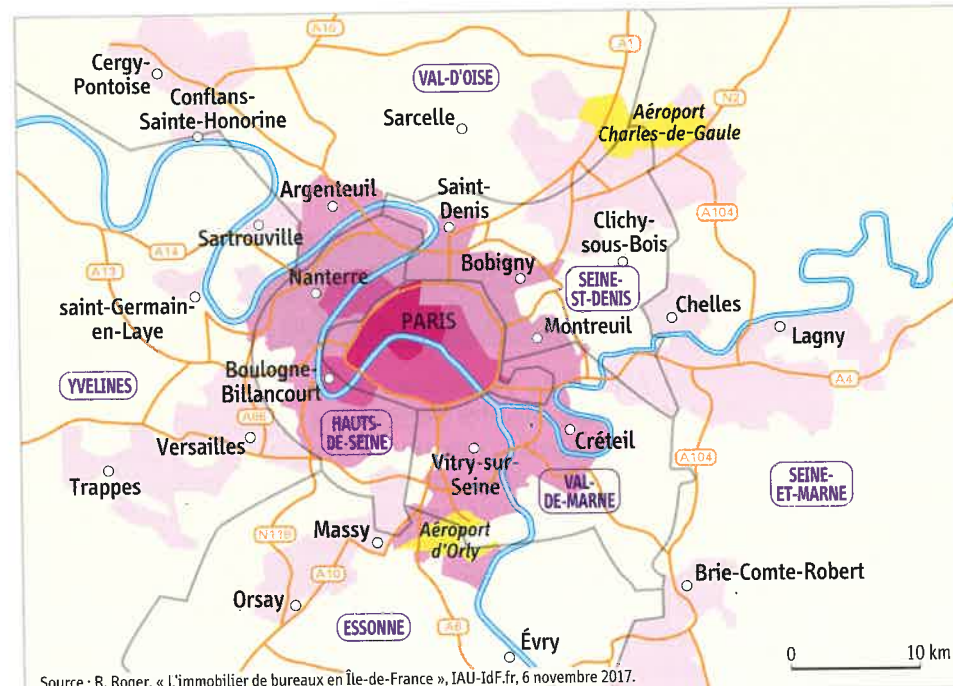 A16
A1
Cergy-
Pontoise
VAL-D'OISE
Conflans-
Sainte-Honorine
Sarcelle
Aéroport
Charles-de-Gaule
N2
Argenteuil
Saint-
Denis
Sartrouville
Clichy-
sous-Bois
A104
A14
A13
Nanterre
Bobigny
SEINE-
ST-DENIS
saint-Germain-
en-Laye
PARIS
Montreuil
Chelles
Lagny
Boulogne-
Billancourt
YVELINES
A4
A86
HAUTS-
DE-SEINE
Versailles
Créteil
Trappes
Vitry-sur-
Seine
VAL-
DE-MARNE
A104
SEINE-
ET-MARNE
N118
Massy
Aéroport
d'Orly
A10
Orsay
Brie-Comte-Robert
ESSONNE
A6
Évry
0 10 km
Source : R. Roger, « L'immobilier de bureaux en Île-de-France », IAU-IdF.fr, 6 novembre 2017.